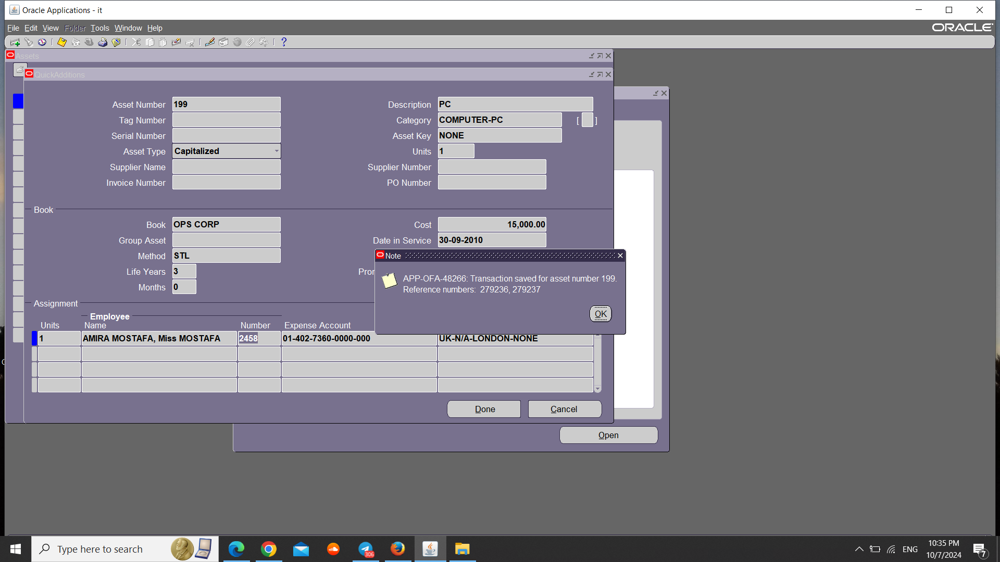 Oracle Applications - it
File Edit View Folder Tools Window Help
ORACLE
Assets
QuickAdditions
Asset Number 199
Description PC
Tag Number
Category COMPUTER-PC [ ]
Serial Number
Asset Key NONE
Asset Type Capitalized
Units 1
Supplier Name
Supplier Number
Invoice Number
PO Number
Book
Book OPS CORP
Cost 15,000.00
Group Asset
Date in Service 30-09-2010
Method STL
Life Years 3
Pror
Months 0
Note
APP-OFA-48266: Transaction saved for asset number 199.
Reference numbers: 279236, 279237
OK
Assignment
Employee
Units Name Number Expense Account
1 AMIRA MOSTAFA, Miss MOSTAFA 2458 01-402-7360-0000-000 UK-N/A-LONDON-NONE
Done Cancel
Open
Type here to search
306
ENG
10:35 PM
10/7/2024
7